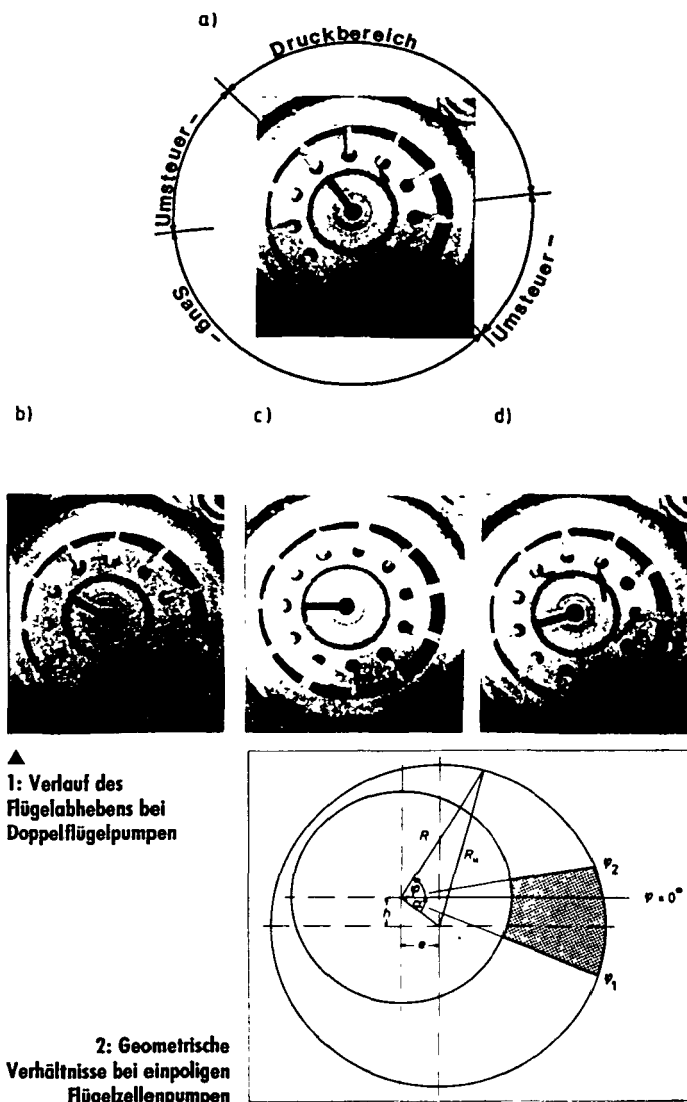 a)
Druckbereich
Umsteuer-
Saug-
Umsteuer-
b)
c)
d)
▲
1: Verlauf des
Flügelabhebens bei
Doppelflügelpumpen
R
Ru
φ
α
h
e
φ2
φ = 0°
φ1
2: Geometrische
Verhältnisse bei einpoligen
Flügelzellenpumpen